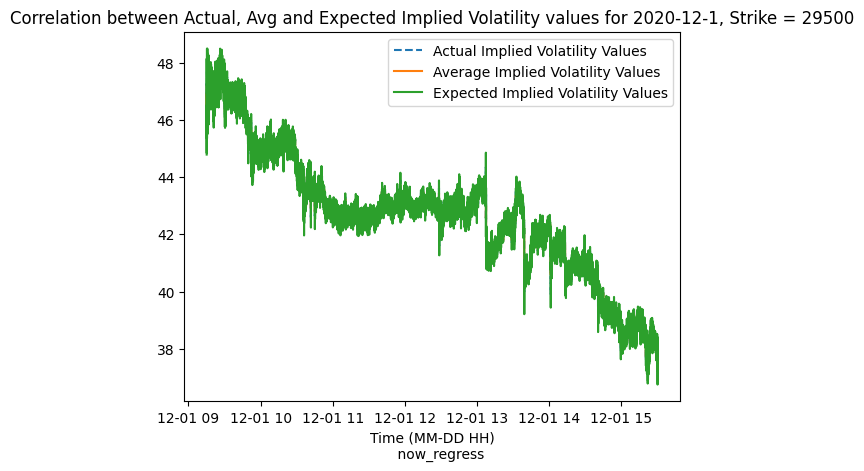 Correlation between Actual, Avg and Expected Implied Volatility values for 2020-12-1, Strike = 29500
Actual Implied Volatility Values
Average Implied Volatility Values
Expected Implied Volatility Values
48
46
44
42
40
38
12-01 09 12-01 10 12-01 11 12-01 12 12-01 13 12-01 14 12-01 15
Time (MM-DD HH)
now_regress